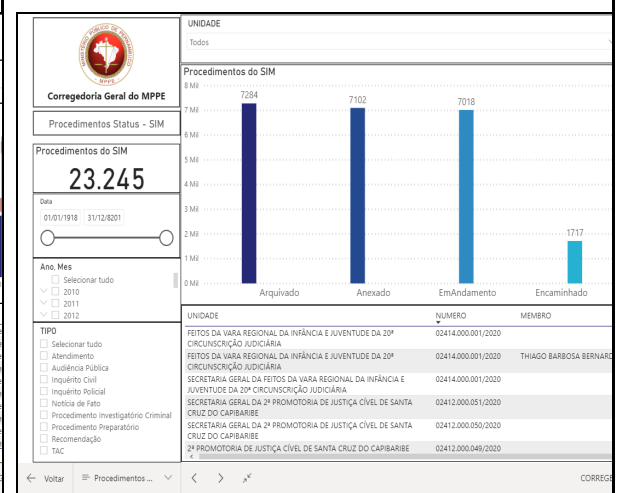 MINISTÉRIO PÚBLICO DE PERNAMBUCO
MPPE
Corregedoria Geral do MPPE
Procedimentos Status - SIM
Procedimentos do SIM
23.245
Data
01/01/1918 31/12/8201
Ano, Mes
Selecionar tudo
2010
2011
2012
TIPO
Selecionar tudo
Atendimento
Audiência Pública
Inquérito Civil
Inquérito Policial
Notícia de Fato
Procedimento Investigatório Criminal
Procedimento Preparatório
Recomendação
TAC
UNIDADE
Todos
Procedimentos do SIM
8 Mil
7 Mil
6 Mil
5 Mil
4 Mil
3 Mil
2 Mil
1 Mil
0 Mil
7284
7102
7018
1717
Arquivado Anexado EmAndamento Encaminhado
UNIDADE NUMERO MEMBRO
FEITOS DA VARA REGIONAL DA INFÂNCIA E JUVENTUDE DA 20ª 02414.000.001/2020
CIRCUNSCRIÇÃO JUDICIÁRIA
FEITOS DA VARA REGIONAL DA INFÂNCIA E JUVENTUDE DA 20ª 02414.000.001/2020 THIAGO BARBOSA BERNARD
CIRCUNSCRIÇÃO JUDICIÁRIA
SECRETARIA GERAL DA FEITOS DA VARA REGIONAL DA INFÂNCIA E 02414.000.001/2020
JUVENTUDE DA 20ª CIRCUNSCRIÇÃO JUDICIÁRIA
SECRETARIA GERAL DA 2ª PROMOTORIA DE JUSTIÇA CÍVEL DE SANTA 02412.000.051/2020
CRUZ DO CAPIBARIBE
SECRETARIA GERAL DA 2ª PROMOTORIA DE JUSTIÇA CÍVEL DE SANTA 02412.000.050/2020
CRUZ DO CAPIBARIBE
2ª PROMOTORIA DE JUSTIÇA CÍVEL DE SANTA CRUZ DO CAPIBARIBE 02412.000.049/2020
Voltar Procedimentos ... CORREGE